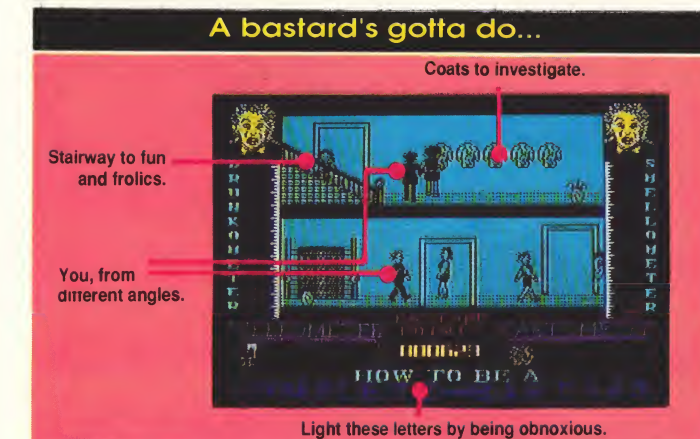 A bastard's gotta do...
Coats to investigate.
Stairway to fun
and frolics.
DRUNKOMETER
SMELLOMETER
You, from
different angles.
HOW TO BE A
Light these letters by being obnoxious.